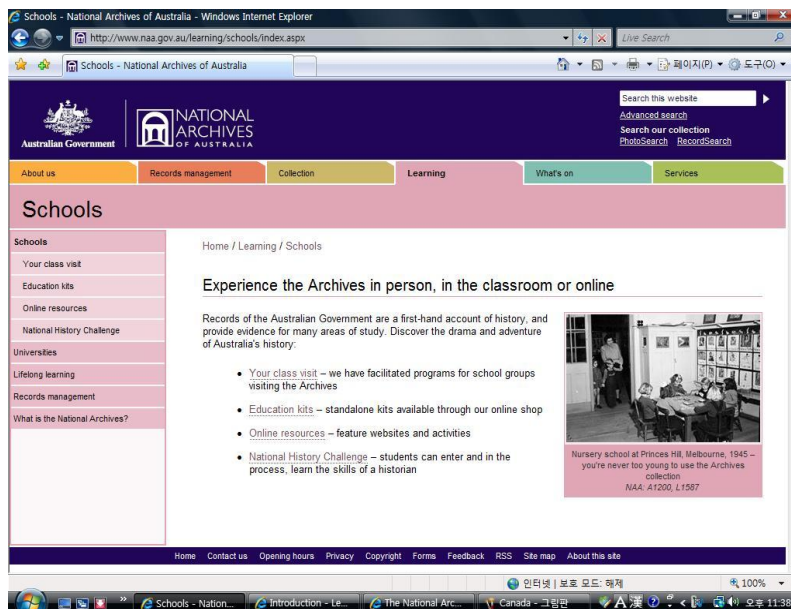 Schools - National Archives of Australia - Windows Internet Explorer
http://www.naa.gov.au/learning/schools/index.aspx
Live Search
Schools - National Archives of Australia
페이지(P)
도구(O)
Australian Government
NATIONAL
ARCHIVES
OF AUSTRALIA
Search this website
Advanced search
Search our collection
PhotoSearch RecordSearch
About us
Records management
Collection
Learning
What's on
Services
Schools
Schools
Your class visit
Education kits
Online resources
National History Challenge
Universities
Lifelong learning
Records management
What is the National Archives?
Home / Learning / Schools
Experience the Archives in person, in the classroom or online
Records of the Australian Government are a first-hand account of history, and
provide evidence for many areas of study. Discover the drama and adventure
of Australia's history:
• Your class visit – we have facilitated programs for school groups
visiting the Archives
• Education kits – standalone kits available through our online shop
• Online resources – feature websites and activities
• National History Challenge – students can enter and in the
process, learn the skills of a historian
Nursery school at Princes Hill, Melbourne, 1945 –
you're never too young to use the Archives
collection
NAA: A1200, L1587
Home Contact us Opening hours Privacy Copyright Forms Feedback RSS Site map About this site
인터넷 | 보호 모드: 해제
100%
Schools - Nation...
Introduction - Le...
The National Arc...
Canada - 그림판
A 漢
오후 11:38